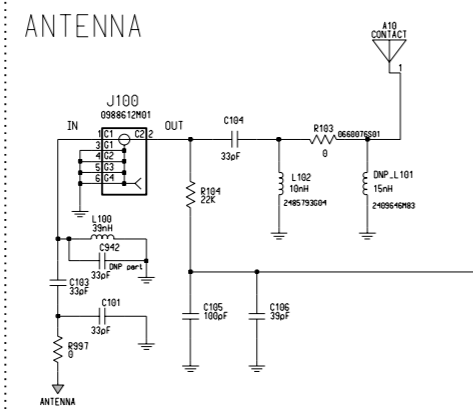 ANTENNA
A10
CONTACT
1
J100
0988612M01
IN
OUT
1 C1 C2 2
3 G1
4 G2
5 G3
6 G4
C104
33pF
R103
0
0660076S01
R104
22K
L102
10nH
2485793G04
DNP_L101
15nH
2409646M83
L100
39nH
C942
33pF
DNP part
C103
33pF
C101
33pF
C105
100pF
C106
39pF
R997
0
ANTENNA